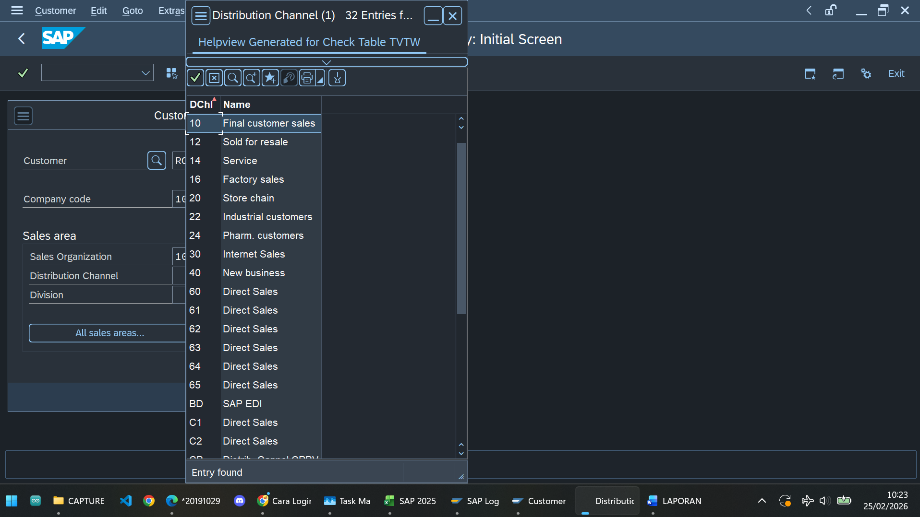 Customer Edit Goto Extras
Distribution Channel (1) 32 Entries f...
SAP
Helpview Generated for Check Table TVTW
y: Initial Screen
Exit
DChl Name
10 Final customer sales
12 Sold for resale
14 Service
16 Factory sales
20 Store chain
22 Industrial customers
24 Pharm. customers
30 Internet Sales
40 New business
60 Direct Sales
61 Direct Sales
62 Direct Sales
63 Direct Sales
64 Direct Sales
65 Direct Sales
BD SAP EDI
C1 Direct Sales
C2 Direct Sales
Entry found
Custo
Customer
Company code 10
Sales area
Sales Organization 10
Distribution Channel
Division
All sales areas...
CAPTURE
*20191029
Cara Login
Task Ma
SAP 2025
SAP Log
Customer
Distributio
LAPORAN
10:23
25/02/2026